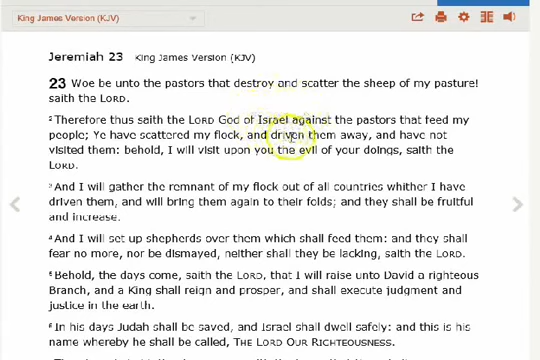 King James Version (KJV)
Jeremiah 23 King James Version (KJV)
23 Woe be unto the pastors that destroy and scatter the sheep of my pasture!
saith the LORD.
2 Therefore thus saith the LORD God of Israel against the pastors that feed my
people; Ye have scattered my flock, and driven them away, and have not
visited them: behold, I will visit upon you the evil of your doings, saith the
LORD.
3 And I will gather the remnant of my flock out of all countries whither I have
driven them, and will bring them again to their folds; and they shall be fruitful
and increase.
4 And I will set up shepherds over them which shall feed them: and they shall
fear no more, nor be dismayed, neither shall they be lacking, saith the LORD.
5 Behold, the days come, saith the LORD, that I will raise unto David a righteous
Branch, and a King shall reign and prosper, and shall execute judgment and
justice in the earth.
6 In his days Judah shall be saved, and Israel shall dwell safely: and this is his
name whereby he shall be called, THE LORD OUR RIGHTEOUSNESS.